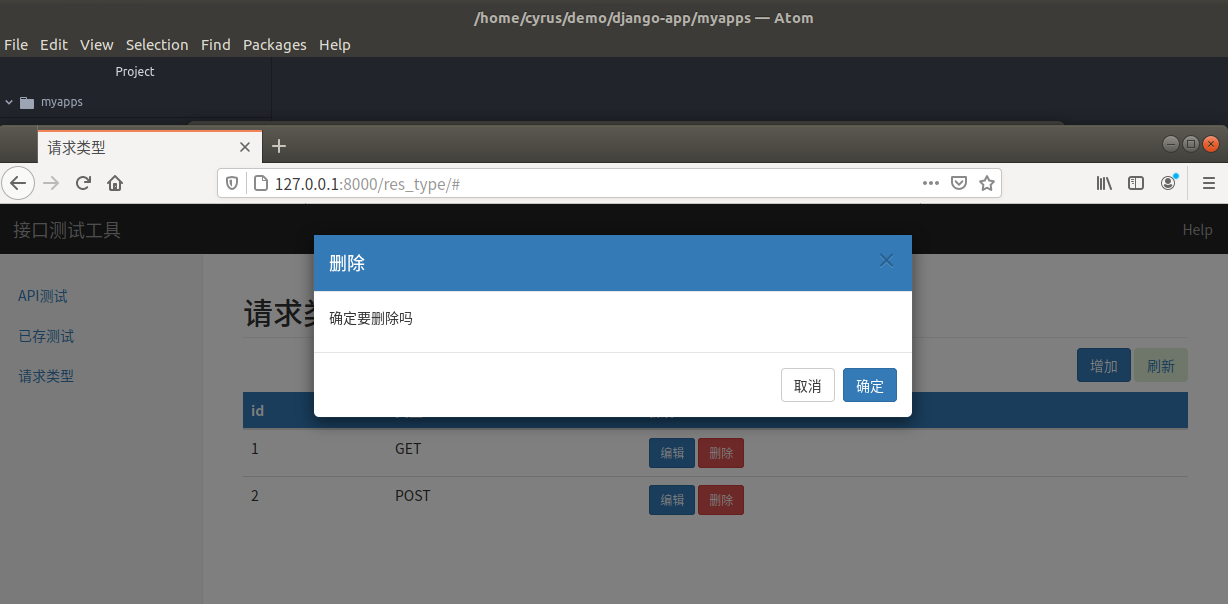 /home/cyrus/demo/django-app/myapps — Atom
File Edit View Selection Find Packages Help
Project
myapps
请求类型
127.0.0.1:8000/res_type/#
接口测试工具
Help
删除
API测试
已存测试
请求类型
请求
确定要删除吗
增加 刷新
取消 确定
id
1 GET 编辑 删除
2 POST 编辑 删除